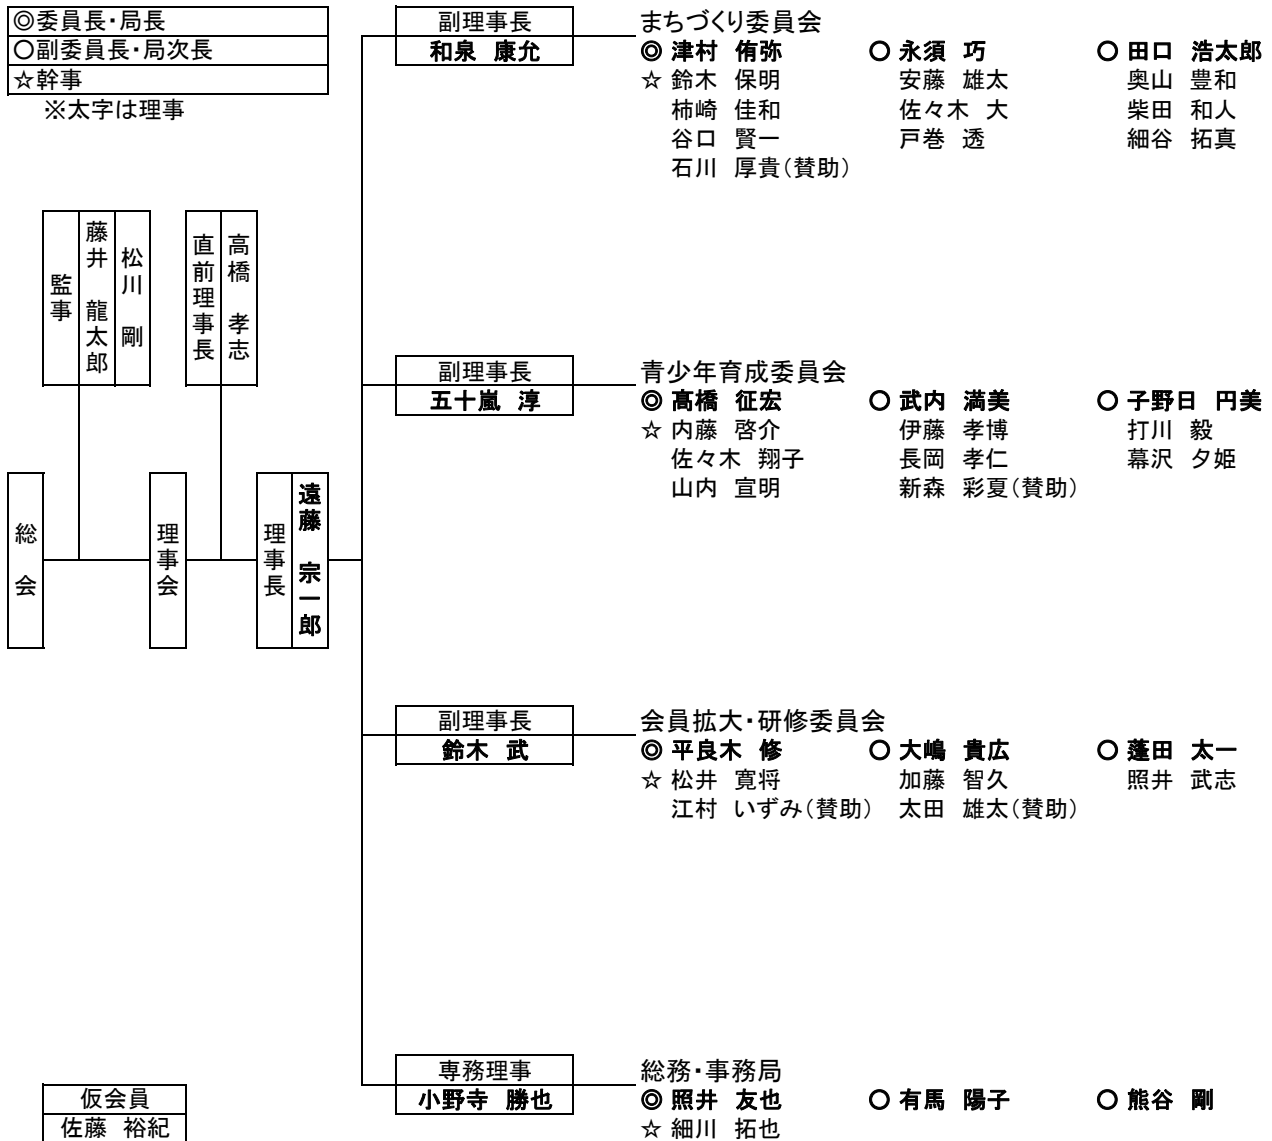 ◎委員長・局長
〇副委員長・局次長
☆幹事
※太字は理事
監事
藤井　龍太郎
松川　剛
直前理事長
高橋　孝志
総　会
理事会
理事長
遠藤　宗一郎
副理事長
和泉　康允
まちづくり委員会
◎ 津村　侑弥　〇 永須　巧　〇 田口　浩太郎
☆ 鈴木　保明　安藤　雄太　奥山　豊和
柿崎　佳和　佐々木　大　柴田　和人
谷口　賢一　戸巻　透　細谷　拓真
石川　厚貴（賛助）
副理事長
五十嵐　淳
青少年育成委員会
◎ 髙橋　征宏　〇 武内　満美　〇 子野日　円美
☆ 内藤　啓介　伊藤　孝博　打川　毅
佐々木　翔子　長岡　孝仁　幕沢　夕姫
山内　宣明　新森　彩夏（賛助）
副理事長
鈴木　武
会員拡大・研修委員会
◎ 平良木　修　〇 大嶋　貴広　〇 蓬田　太一
☆ 松井　寛将　加藤　智久　照井　武志
江村　いずみ（賛助）　太田　雄太（賛助）
専務理事
小野寺　勝也
総務・事務局
◎ 照井　友也　〇 有馬　陽子　〇 熊谷　剛
☆ 細川　拓也
仮会員
佐藤　裕紀